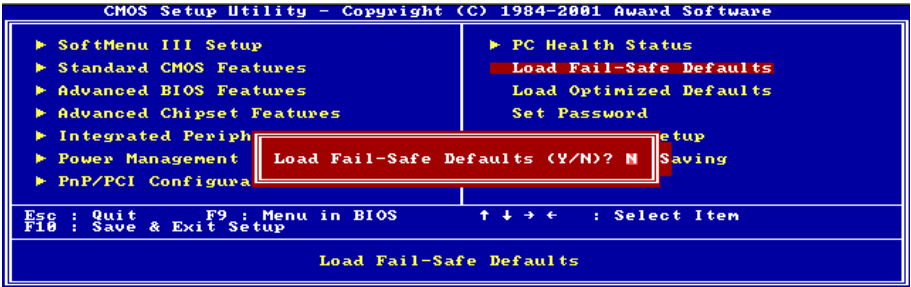 CMOS Setup Utility - Copyright (C) 1984-2001 Award Software
► SoftMenu III Setup
► Standard CMOS Features
► Advanced BIOS Features
► Advanced Chipset Features
► Integrated Periph
► Power Management
► PnP/PCI Configura
► PC Health Status
Load Fail-Safe Defaults
Load Optimized Defaults
Set Password
etup
Saving
Load Fail-Safe Defaults (Y/N)? N
Esc : Quit F9 : Menu in BIOS ↑ ↓ → ← : Select Item
F10 : Save & Exit Setup
Load Fail-Safe Defaults